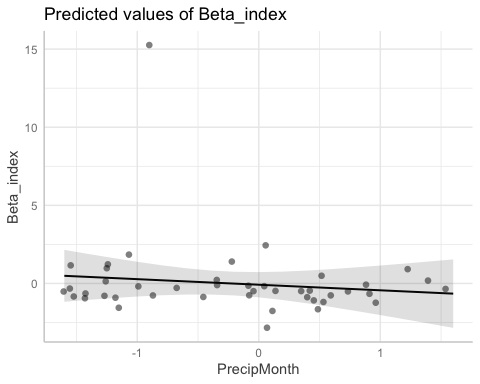 Predicted values of Beta_index
15
10
5
0
Beta_index
-1
0
1
PrecipMonth